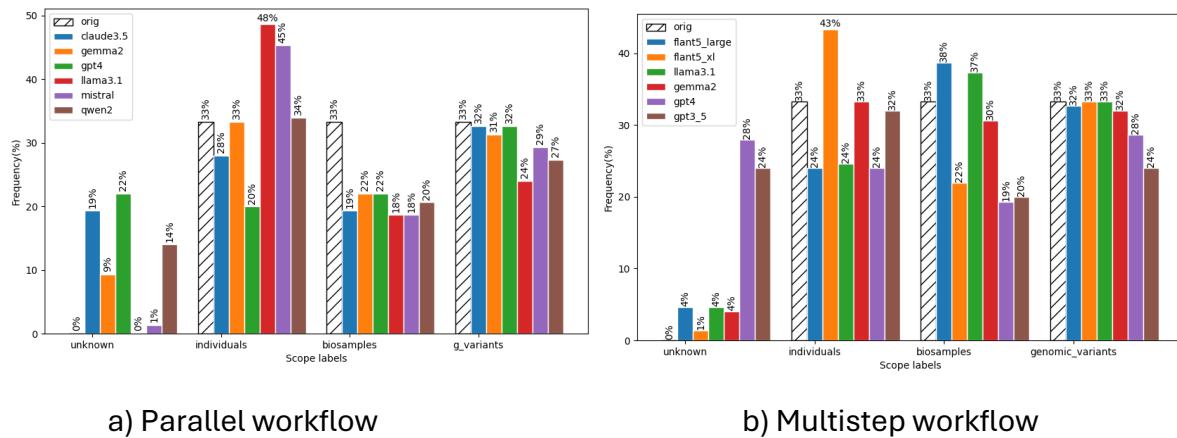 50
40
30
20
10
0
Frequency(%)
orig
claude3.5
gemma2
gpt4
llama3.1
mistral
qwen2
0%
19%
9%
22%
0%
1%
14%
33%
28%
33%
20%
48%
45%
34%
33%
19%
22%
22%
18%
18%
20%
33%
32%
31%
32%
24%
29%
27%
unknown
individuals
biosamples
g_variants
Scope labels
a) Parallel workflow
40
30
20
10
0
Frequency(%)
orig
flant5_large
flant5_xl
llama3.1
gemma2
gpt4
gpt3_5
0%
4%
1%
4%
4%
28%
24%
33%
24%
43%
24%
33%
24%
32%
33%
38%
22%
37%
30%
19%
20%
33%
32%
33%
33%
32%
28%
24%
unknown
individuals
biosamples
genomic_variants
Scope labels
b) Multistep workflow